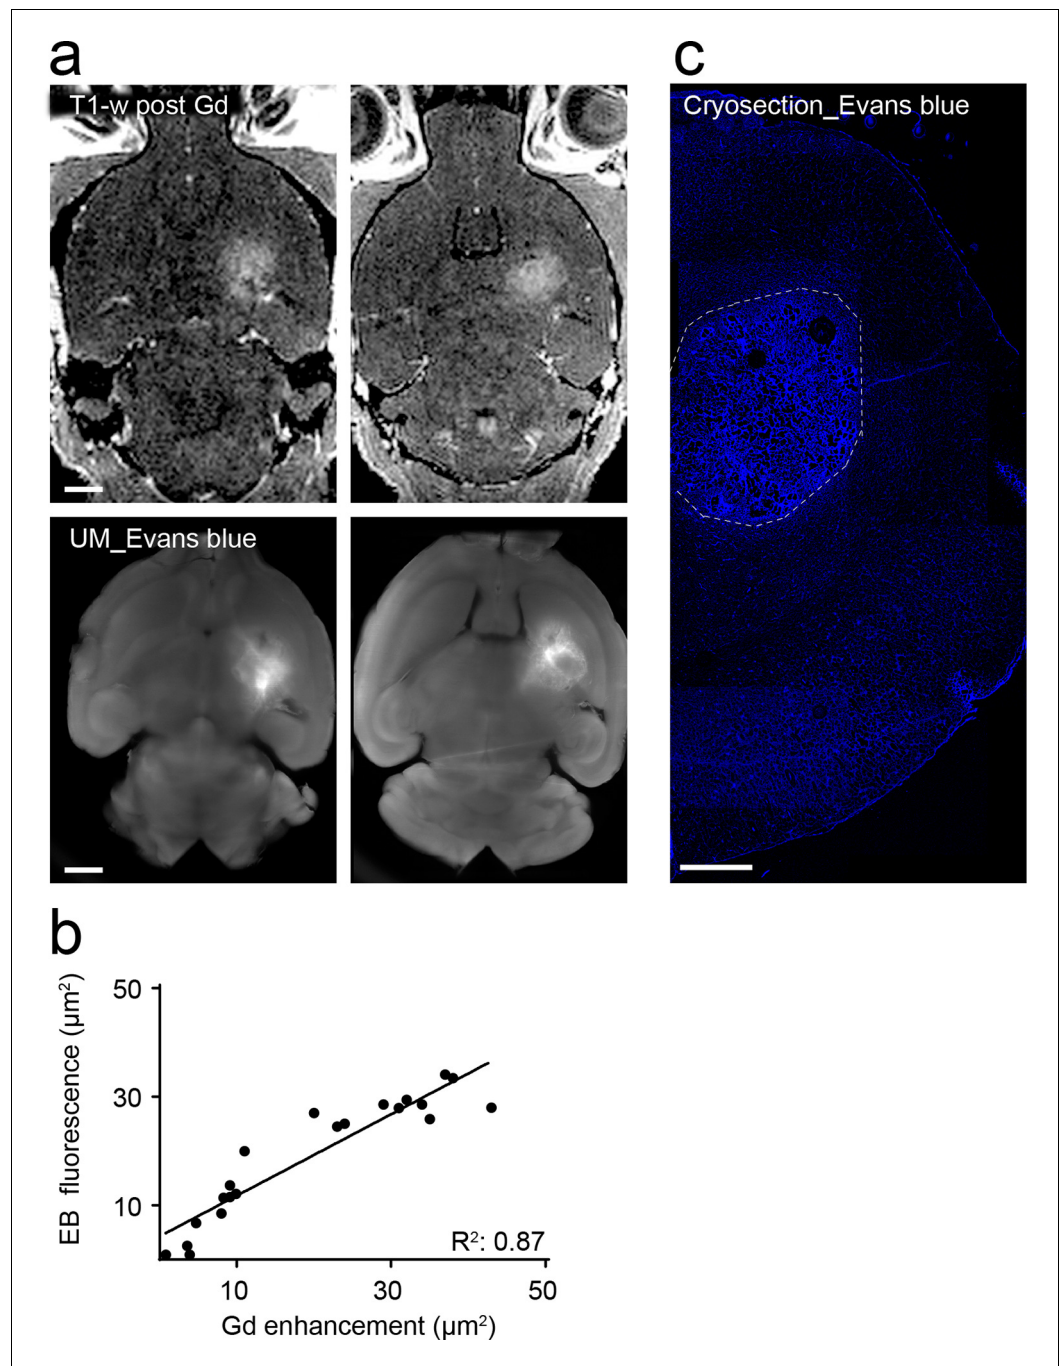 a
T1-w post Gd
UM_Evans blue
c
Cryosection_Evans blue
b
EB fluorescence (µm²)
50
30
10
R²: 0.87
10 30 50
Gd enhancement (µm²)